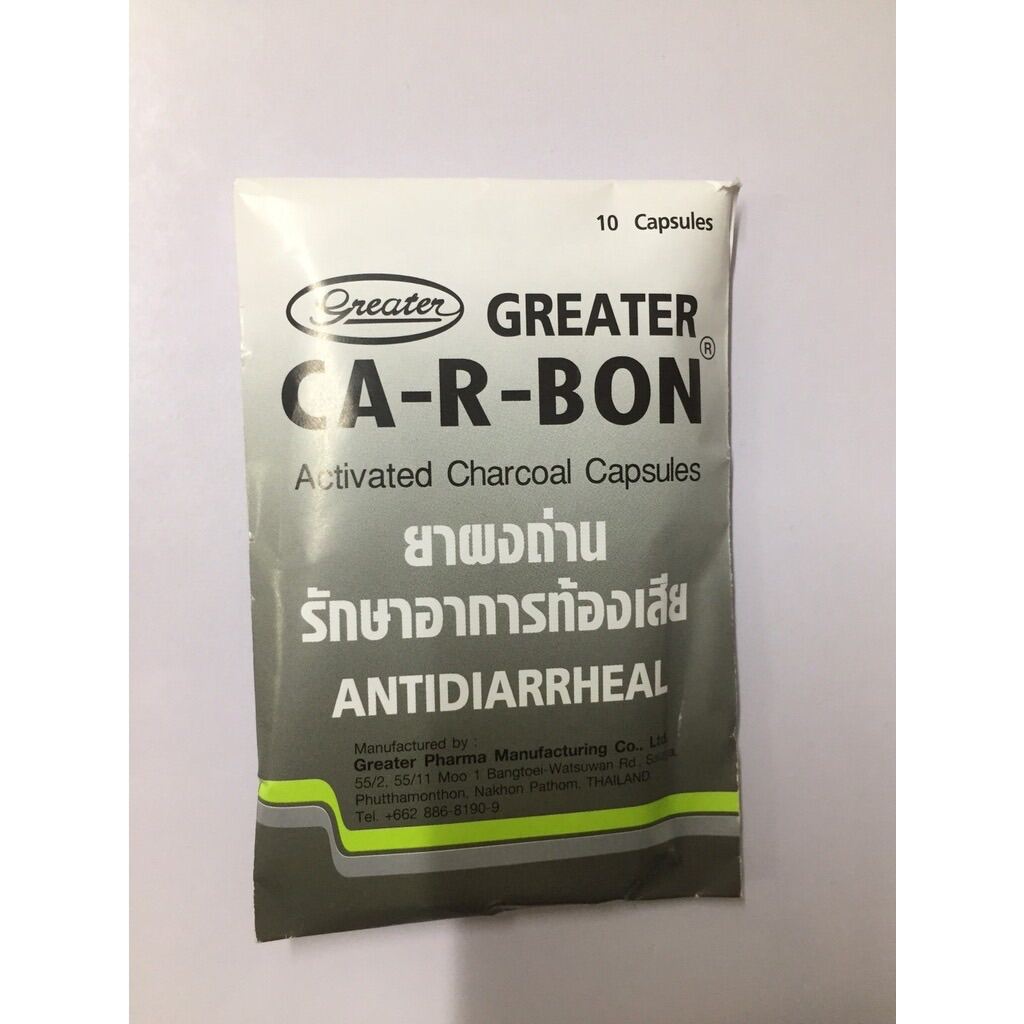 10 Capsules
Greater GREATER
CA-R-BON®
Activated Charcoal Capsules
ยาผงถ่าน
รักษาอาการท้องเสีย
ANTIDIARRHEAL
Manufactured by :
Greater Pharma Manufacturing Co., Ltd.
55/2, 55/11 Moo 1 Bangtoei-Watsuwan Rd.,
Phutthamonthon, Nakhon Pathom, THAILAND.
Tel. +662 886-8190-9